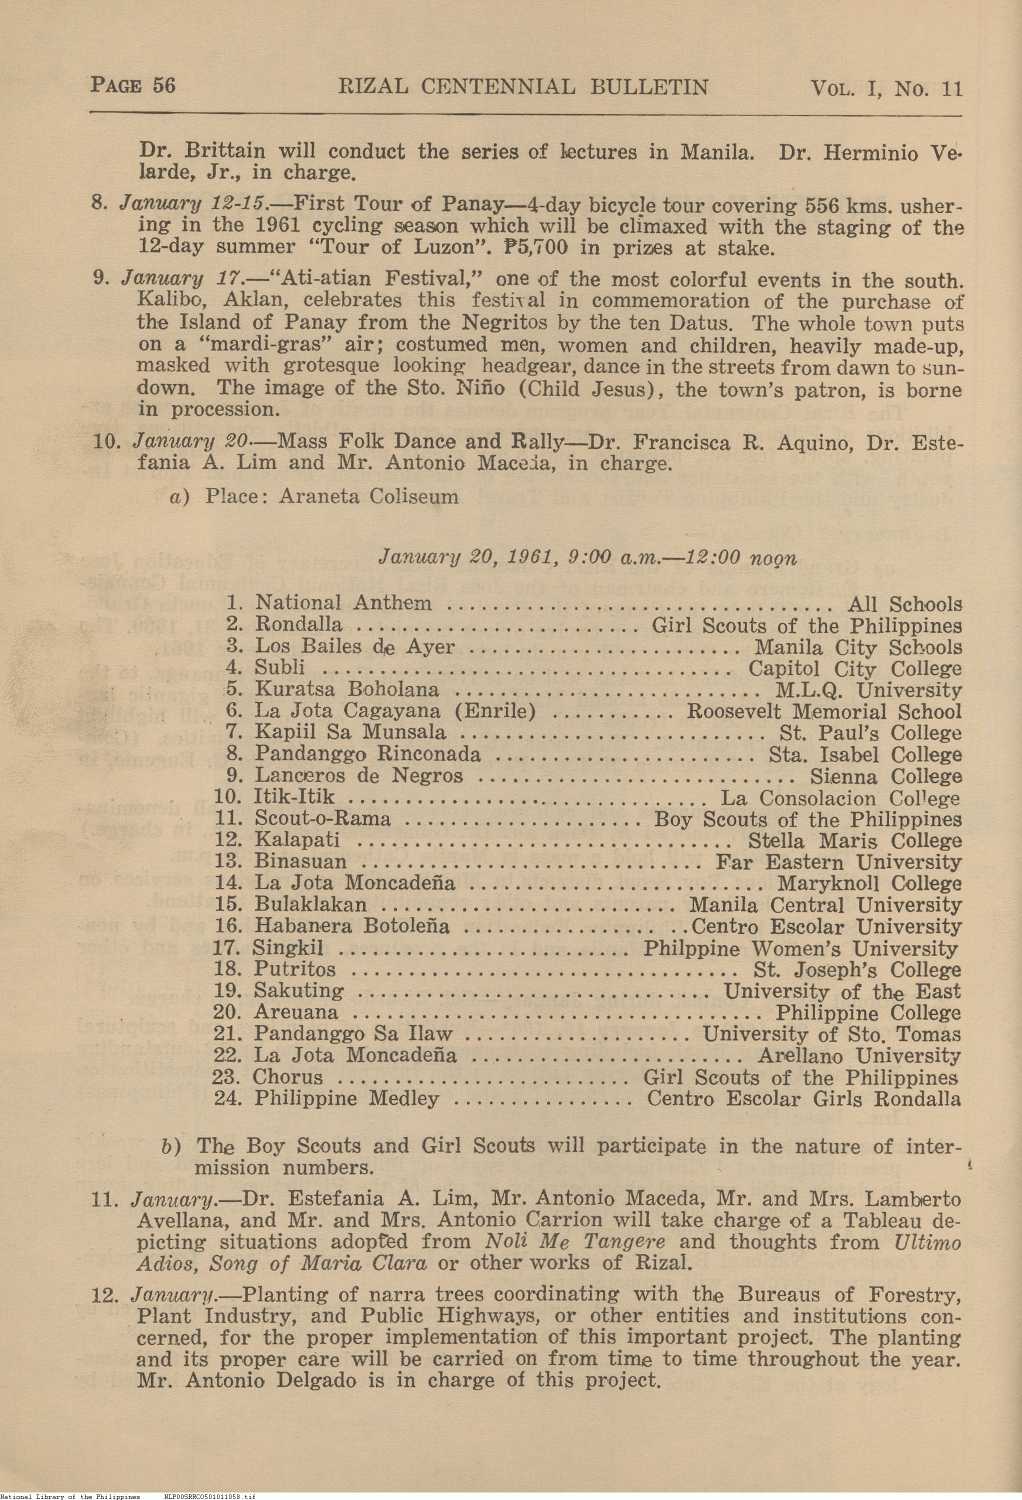 PAGE 56 RIZAL CENTENNIAL BULLETIN VOL. I, No. 11
Dr. Brittain will conduct the series of lectures in Manila. Dr. Herminio Ve-
larde, Jr., in charge.
8. January 12-15.—First Tour of Panay—4-day bicycle tour covering 556 kms. usher-
ing in the 1961 cycling season which will be climaxed with the staging of the
12-day summer "Tour of Luzon". ₱5,700 in prizes at stake.
9. January 17.—"Ati-atian Festival," one of the most colorful events in the south.
Kalibo, Aklan, celebrates this festival in commemoration of the purchase of
the Island of Panay from the Negritos by the ten Datus. The whole town puts
on a "mardi-gras" air; costumed men, women and children, heavily made-up,
masked with grotesque looking headgear, dance in the streets from dawn to sun-
down. The image of the Sto. Niño (Child Jesus), the town's patron, is borne
in procession.
10. January 20.—Mass Folk Dance and Rally—Dr. Francisca R. Aquino, Dr. Este-
fania A. Lim and Mr. Antonio Maceda, in charge.
a) Place: Araneta Coliseum
January 20, 1961, 9:00 a.m.—12:00 noon
1. National Anthem .................................. All Schools
2. Rondalla ......................... Girl Scouts of the Philippines
3. Los Bailes de Ayer ........................ Manila City Schools
4. Subli .................................... Capitol City College
5. Kuratsa Boholana ........................... M.L.Q. University
6. La Jota Cagayana (Enrile) ........... Roosevelt Memorial School
7. Kapiil Sa Munsala ........................... St. Paul's College
8. Pandanggo Rinconada ....................... Sta. Isabel College
9. Lanceros de Negros ............................ Sienna College
10. Itik-Itik ................................ La Consolacion College
11. Scout-o-Rama ..................... Boy Scouts of the Philippines
12. Kalapati ................................. Stella Maris College
13. Binasuan .............................. Far Eastern University
14. La Jota Moncadeña .......................... Maryknoll College
15. Bulaklakan .......................... Manila Central University
16. Habanera Botoleña ................. ..Centro Escolar University
17. Singkil .......................... Philppine Women's University
18. Putritos .................................. St. Joseph's College
19. Sakuting ............................... University of the East
20. Areuana .................................... Philippine College
21. Pandanggo Sa Ilaw .................... University of Sto. Tomas
22. La Jota Moncadeña ........................ Arellano University
23. Chorus .......................... Girl Scouts of the Philippines
24. Philippine Medley ................ Centro Escolar Girls Rondalla
b) The Boy Scouts and Girl Scouts will participate in the nature of inter-
mission numbers.
11. January.—Dr. Estefania A. Lim, Mr. Antonio Maceda, Mr. and Mrs. Lamberto
Avellana, and Mr. and Mrs. Antonio Carrion will take charge of a Tableau de-
picting situations adopted from Noli Me Tangere and thoughts from Ultimo
Adios, Song of Maria Clara or other works of Rizal.
12. January.—Planting of narra trees coordinating with the Bureaus of Forestry,
Plant Industry, and Public Highways, or other entities and institutions con-
cerned, for the proper implementation of this important project. The planting
and its proper care will be carried on from time to time throughout the year.
Mr. Antonio Delgado is in charge of this project.
National Library of the Philippines NLP005RRC0501011058.tif